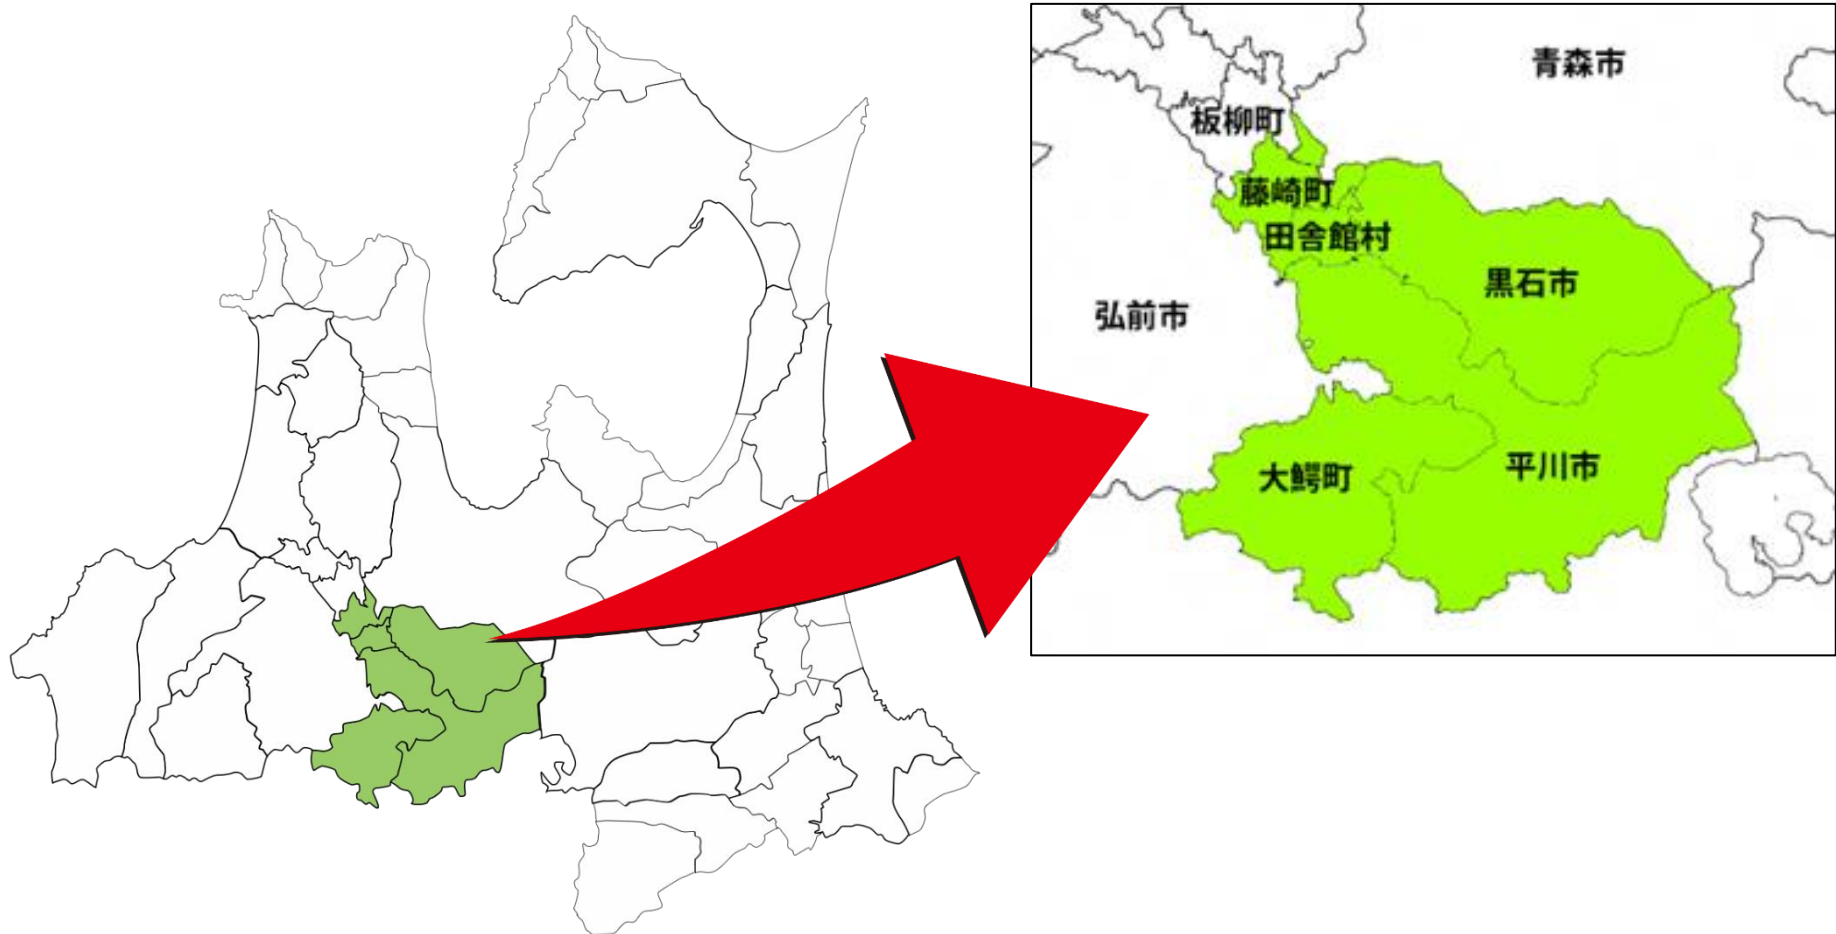 青森市
板柳町
藤崎町
田舎館村
黒石市
弘前市
平川市
大鰐町